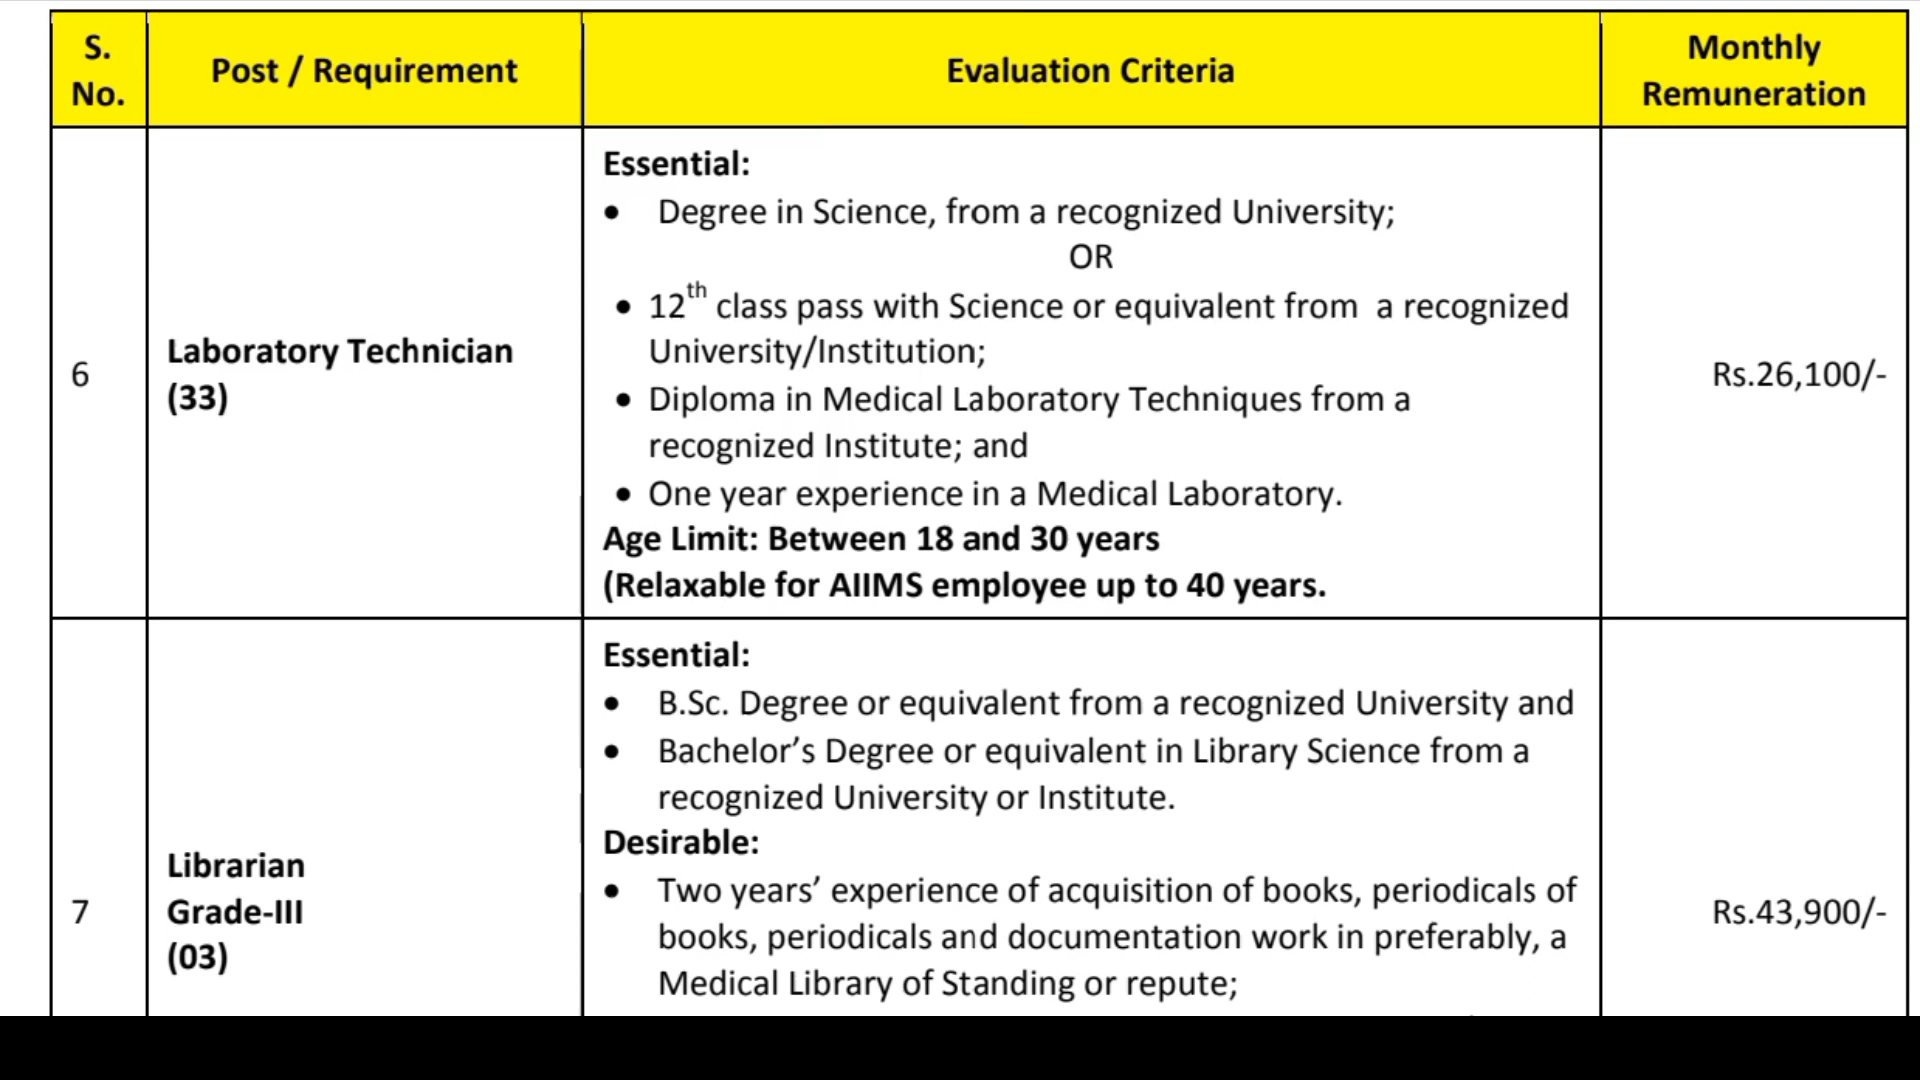 S.
No.
Post / Requirement
Evaluation Criteria
Monthly
Remuneration
6
Laboratory Technician
(33)
Essential:
• Degree in Science, from a recognized University;
OR
• 12th class pass with Science or equivalent from a recognized
University/Institution;
• Diploma in Medical Laboratory Techniques from a
recognized Institute; and
• One year experience in a Medical Laboratory.
Age Limit: Between 18 and 30 years
(Relaxable for AIIMS employee up to 40 years.
Rs.26,100/-
7
Librarian
Grade-III
(03)
Essential:
• B.Sc. Degree or equivalent from a recognized University and
• Bachelor’s Degree or equivalent in Library Science from a
recognized University or Institute.
Desirable:
• Two years’ experience of acquisition of books, periodicals of
books, periodicals and documentation work in preferably, a
Medical Library of Standing or repute;
Rs.43,900/-